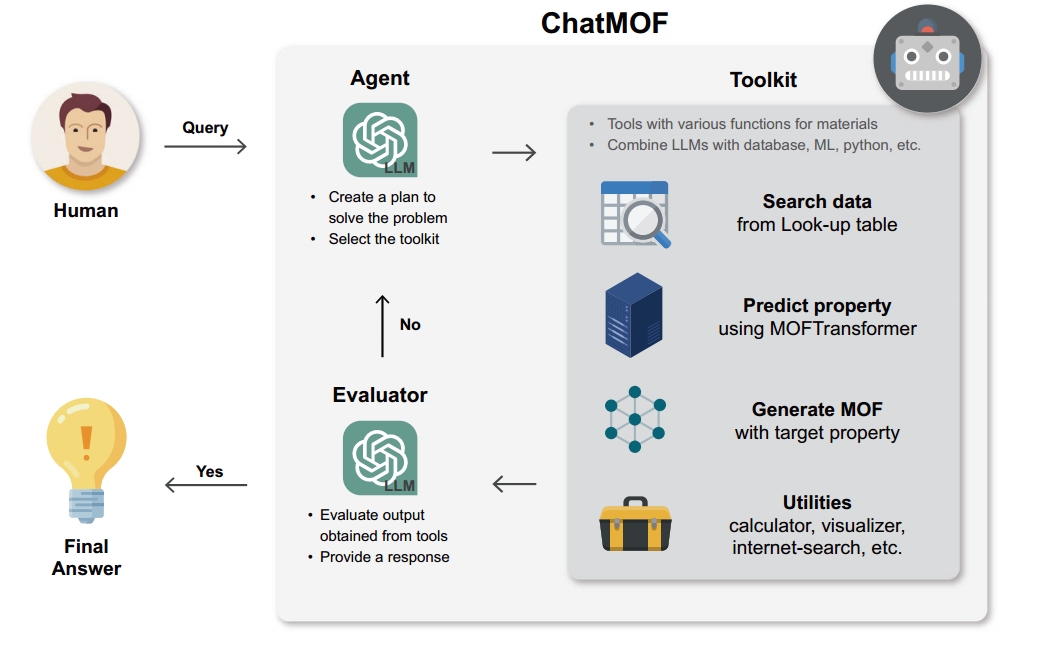 ChatMOF
Query
Human
Agent
LLM
• Create a plan to
solve the problem
• Select the toolkit
No
Evaluator
LLM
• Evaluate output
obtained from tools
• Provide a response
Yes
Final
Answer
Toolkit
• Tools with various functions for materials
• Combine LLMs with database, ML, python, etc.
Search data
from Look-up table
Predict property
using MOFTransformer
Generate MOF
with target property
Utilities
calculator, visualizer,
internet-search, etc.